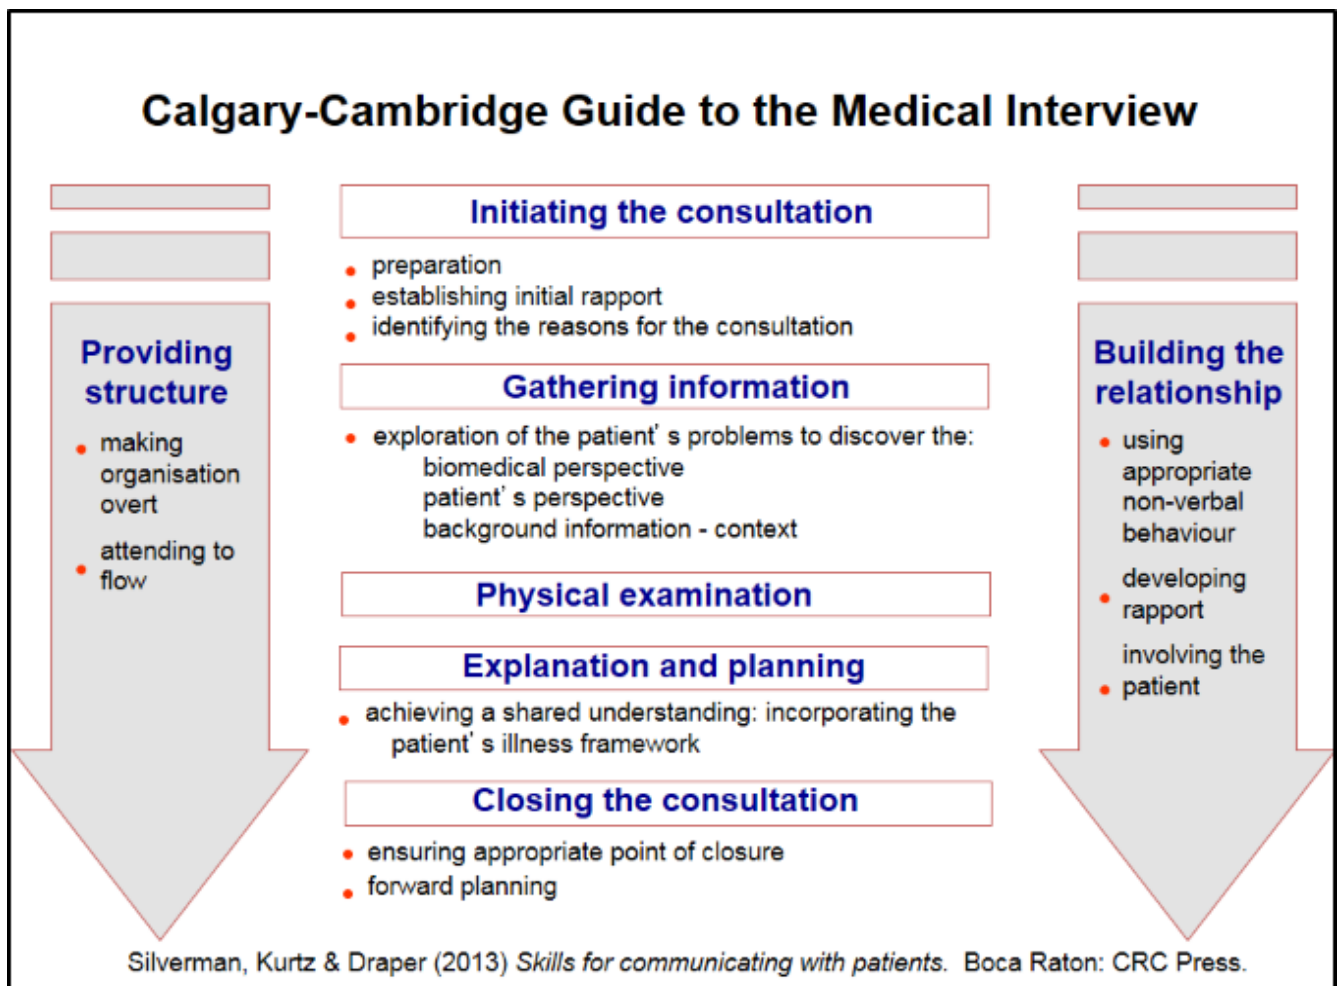 Calgary-Cambridge Guide to the Medical Interview
Providing
structure
• making
organisation
overt
• attending to
flow
Initiating the consultation
• preparation
• establishing initial rapport
• identifying the reasons for the consultation
Gathering information
• exploration of the patient’s problems to discover the:
biomedical perspective
patient’s perspective
background information - context
Physical examination
Explanation and planning
• achieving a shared understanding: incorporating the
patient’s illness framework
Closing the consultation
• ensuring appropriate point of closure
• forward planning
Building the
relationship
• using
appropriate
non-verbal
behaviour
• developing
rapport
involving the
• patient
Silverman, Kurtz & Draper (2013) Skills for communicating with patients. Boca Raton: CRC Press.